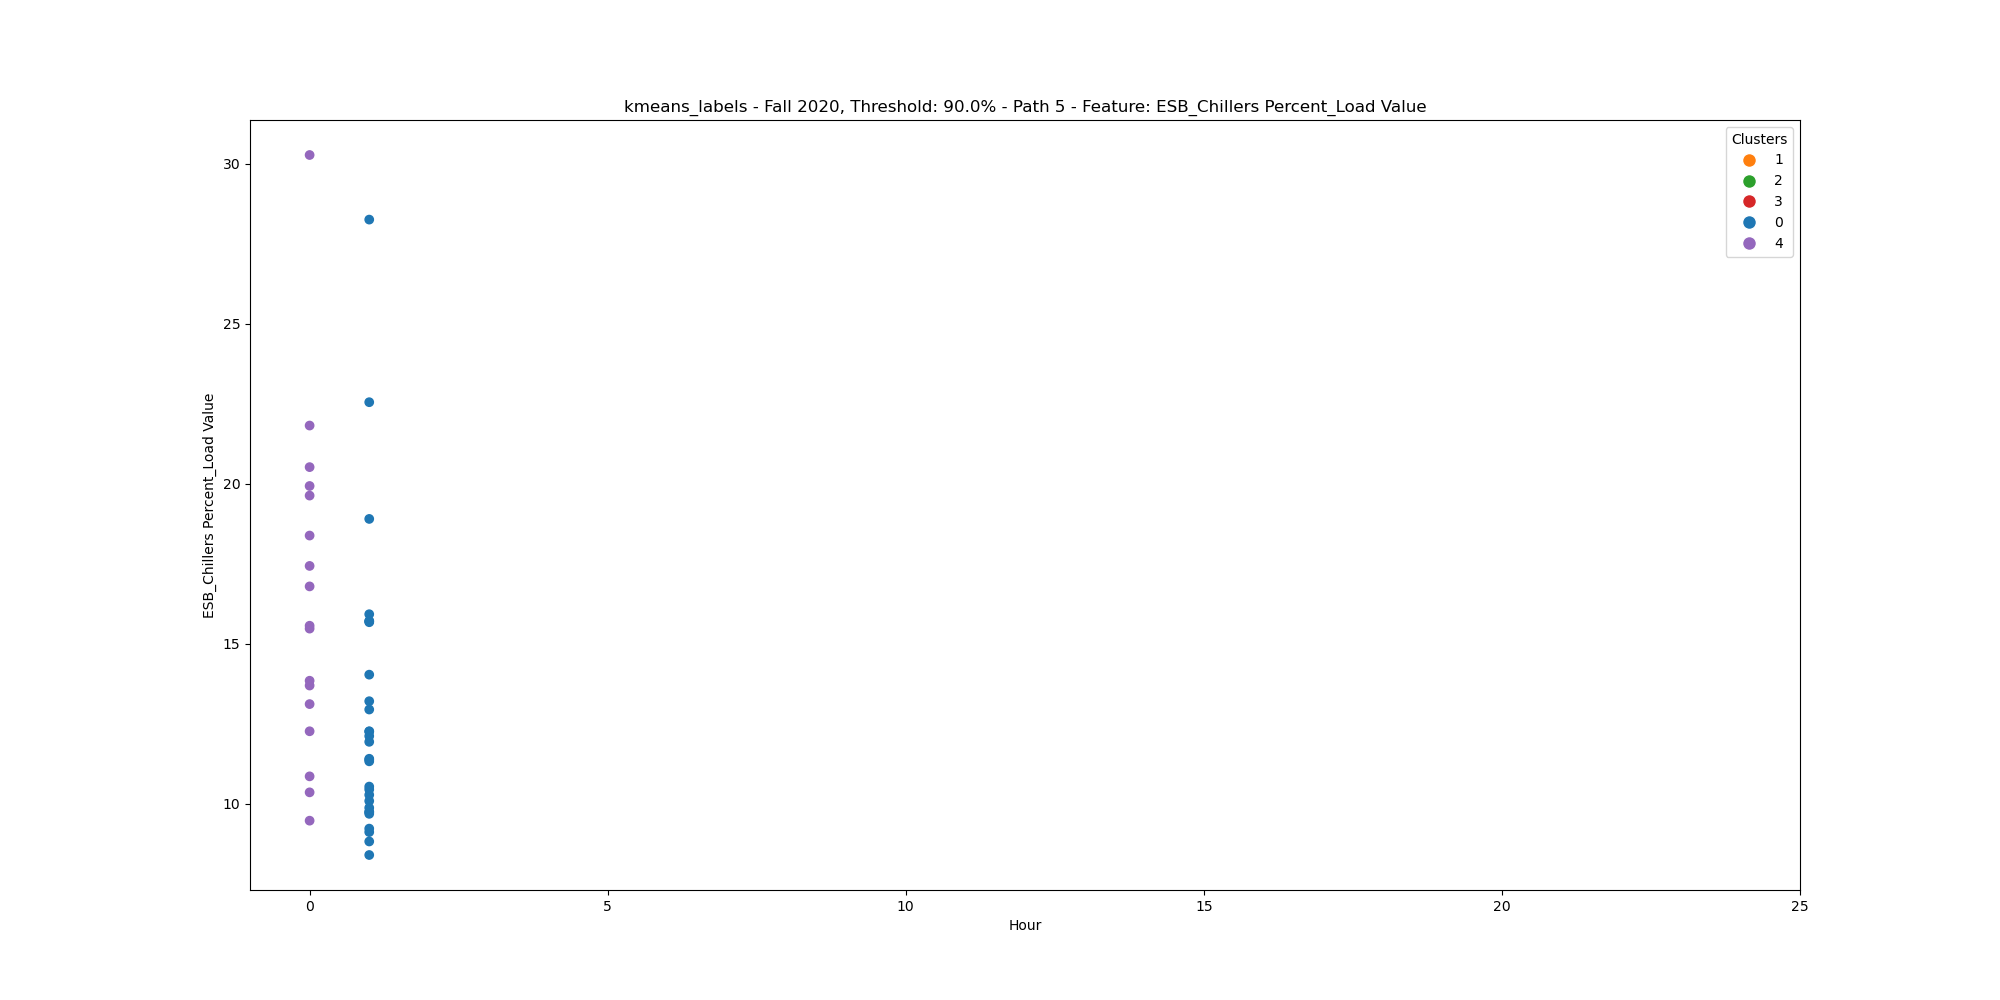 kmeans_labels - Fall 2020, Threshold: 90.0% - Path 5 - Feature: ESB_Chillers Percent_Load Value
Clusters
1
2
3
0
4
ESB_Chillers Percent_Load Value
30
25
20
15
10
0 5 10 15 20 25
Hour